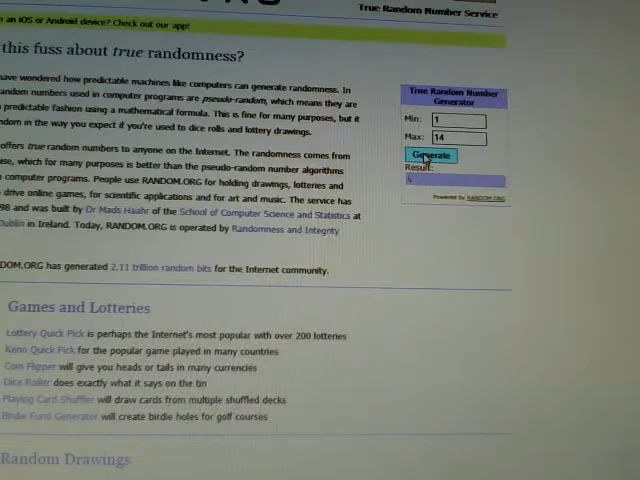 True Random Number Service
an iOS or Android device? Check out our app!
this fuss about true randomness?
have wondered how predictable machines like computers can generate randomness. In
random numbers used in computer programs are pseudo-random, which means they are
predictable fashion using a mathematical formula. This is fine for many purposes, but it
ndom in the way you expect if you're used to dice rolls and lottery drawings.
offers true random numbers to anyone on the Internet. The randomness comes from
ise, which for many purposes is better than the pseudo-random number algorithms
computer programs. People use RANDOM.ORG for holding drawings, lotteries and
drive online games, for scientific applications and for art and music. The service has
98 and was built by Dr Mads Haahr of the School of Computer Science and Statistics at
Dublin in Ireland. Today, RANDOM.ORG is operated by Randomness and Integrity
DOM.ORG has generated 2.11 trillion random bits for the Internet community.
True Random Number
Generator
Min: 1
Max: 14
Generate
Result:
Powered by RANDOM.ORG
Games and Lotteries
Lottery Quick Pick is perhaps the Internet's most popular with over 200 lotteries
Keno Quick Pick for the popular game played in many countries
Coin Flipper will give you heads or tails in many currencies
Dice Roller does exactly what it says on the tin
Playing Card Shuffler will draw cards from multiple shuffled decks
Birdie Fund Generator will create birdie holes for golf courses
Random Drawings